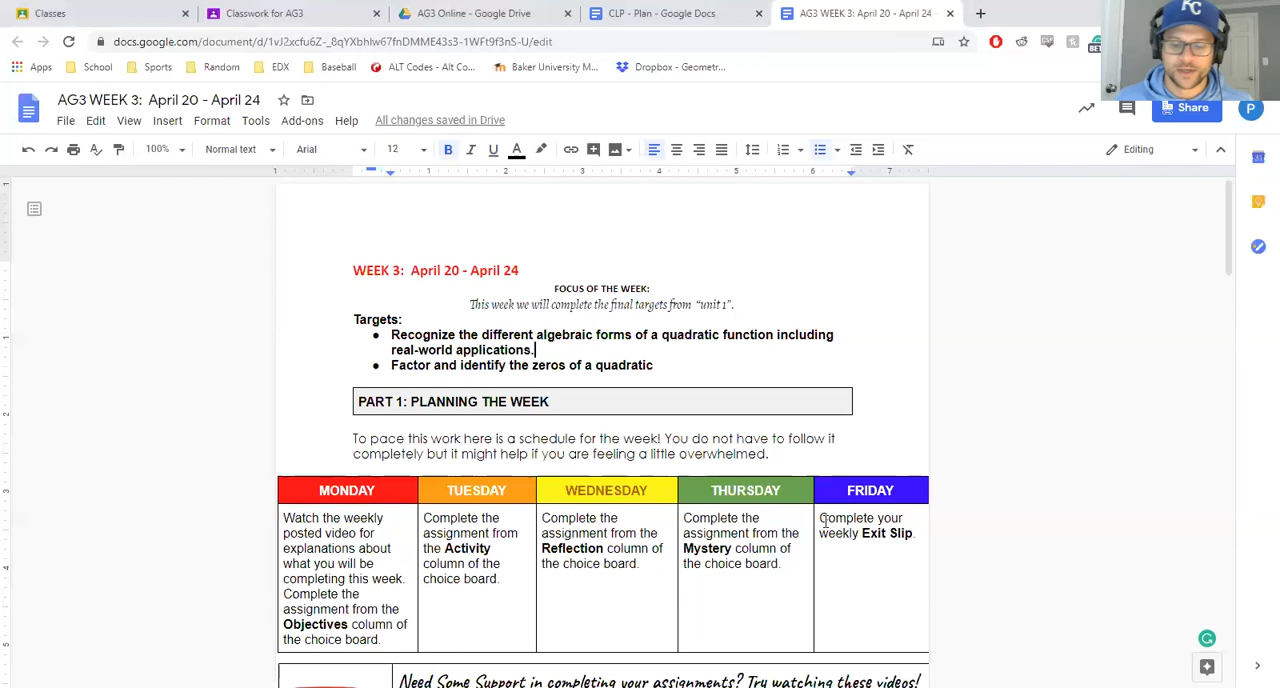 Classes
Classwork for AG3
AG3 Online - Google Drive
CLP - Plan - Google Docs
AG3 WEEK 3: April 20 - April 24
docs.google.com/document/d/1vJ2xcfu6Z-_8qYXbhIw67fnDMME43s3-1WFt9f3nS-U/edit
Apps School Sports Random EDX Baseball ALT Codes - Alt Co... Baker University M... Dropbox - Geometr...
KC
AG3 WEEK 3: April 20 - April 24
File Edit View Insert Format Tools Add-ons Help All changes saved in Drive
Share
P
100% Normal text Arial 12 B I U A Editing
1 1 2 3 4 5 6 7
WEEK 3: April 20 - April 24
FOCUS OF THE WEEK:
This week we will complete the final targets from “unit 1”.
Targets:
● Recognize the different algebraic forms of a quadratic function including
real-world applications.
● Factor and identify the zeros of a quadratic
PART 1: PLANNING THE WEEK
To pace this work here is a schedule for the week! You do not have to follow it
completely but it might help if you are feeling a little overwhelmed.
MONDAY TUESDAY WEDNESDAY THURSDAY FRIDAY
Watch the weekly
posted video for
explanations about
what you will be
completing this week.
Complete the
assignment from the
Objectives column of
the choice board.
Complete the
assignment from
the Activity
column of the
choice board.
Complete the
assignment from the
Reflection column of
the choice board.
Complete the
assignment from the
Mystery column of
the choice board.
Complete your
weekly Exit Slip.
Need Some Support in completing your assignments? Try watching these videos!